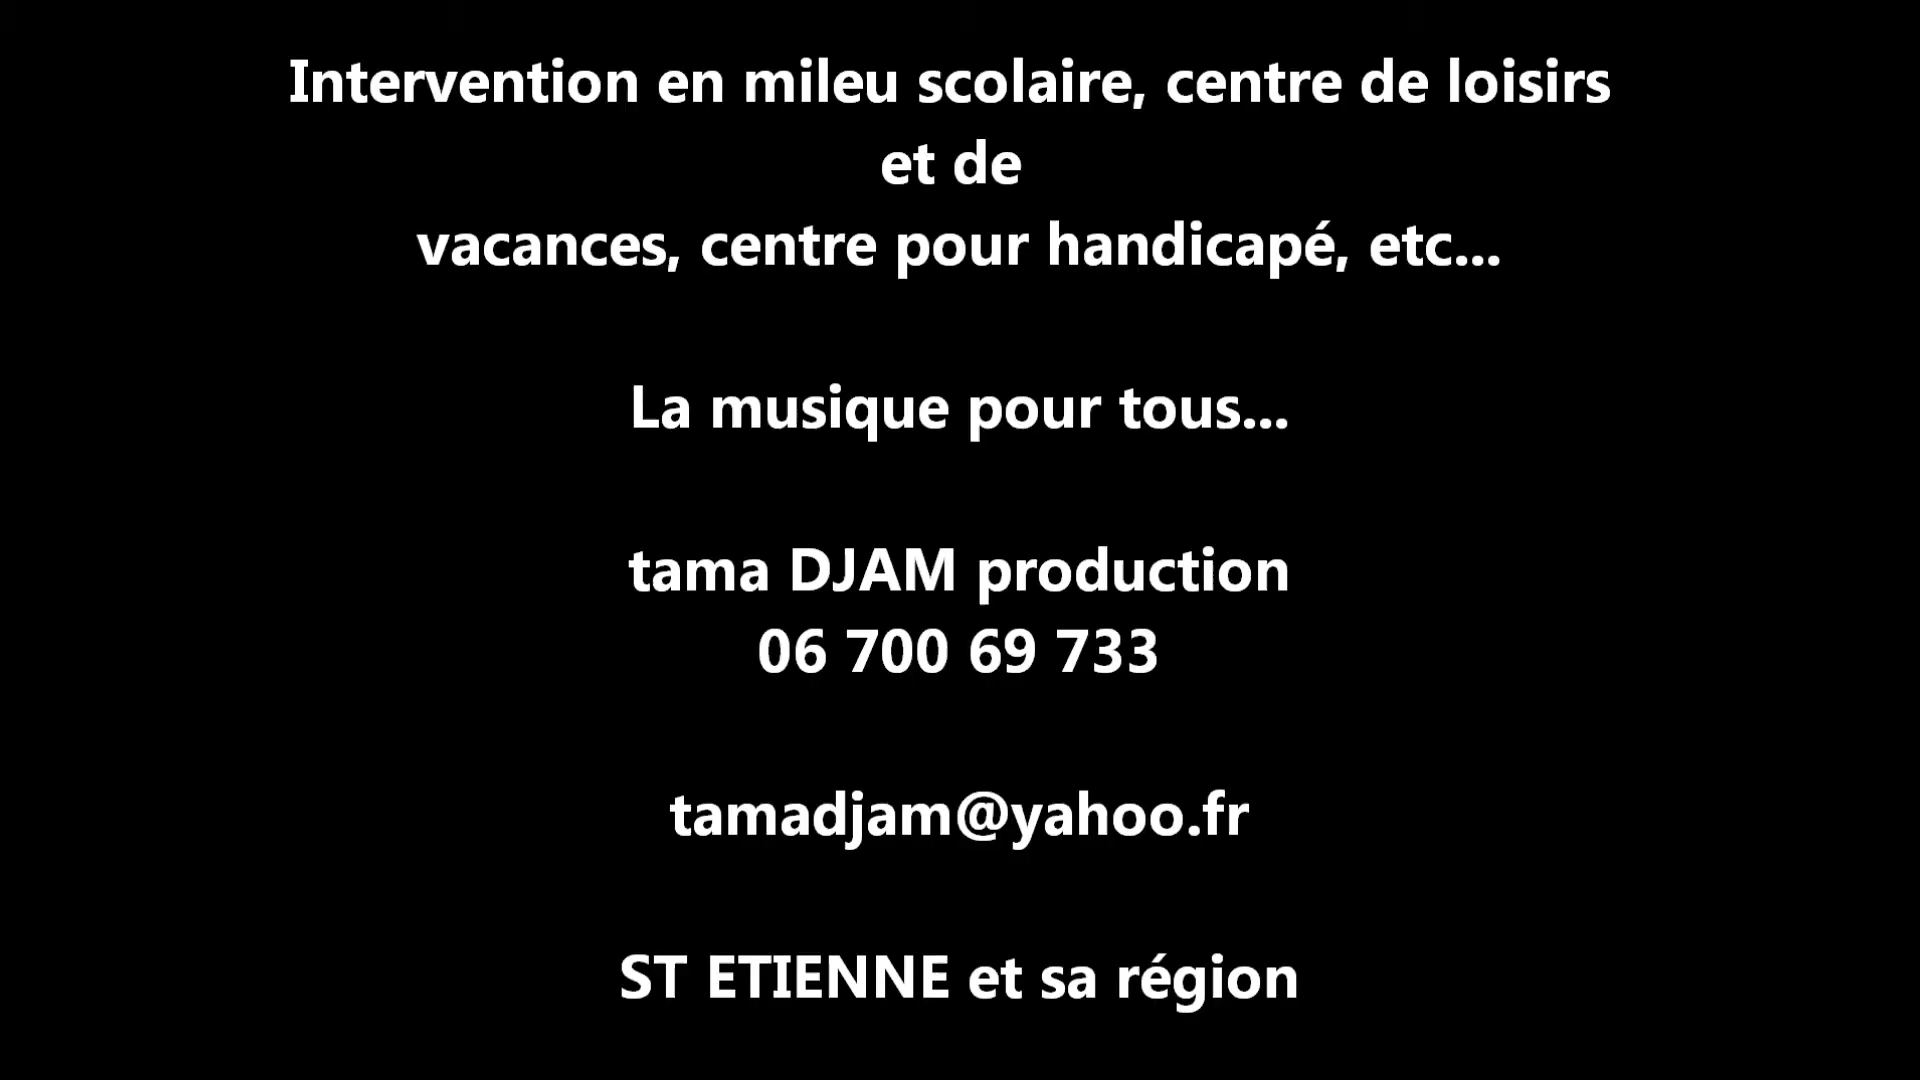 Intervention en mileu scolaire, centre de loisirs
et de
vacances, centre pour handicapé, etc...
La musique pour tous...
tama DJAM production
06 700 69 733
tamadjam@yahoo.fr
ST ETIENNE et sa région